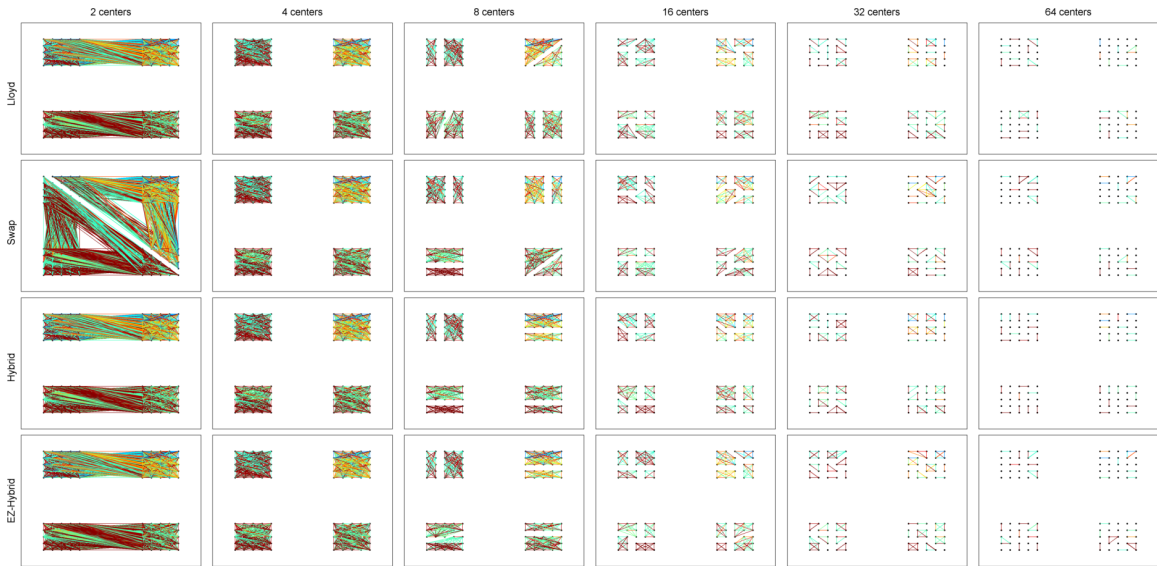 2 centers
4 centers
8 centers
16 centers
32 centers
64 centers
Lloyd
Swap
Hybrid
EZ-Hybrid